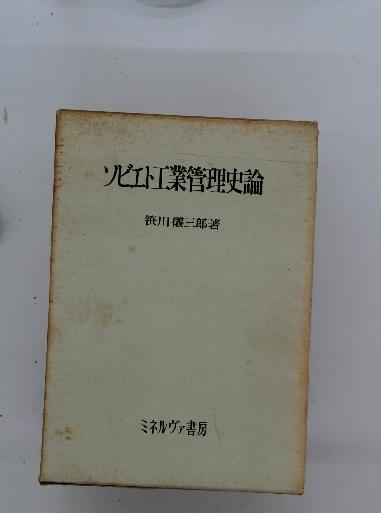 ソビエト工業管理史論
笹川儀三郎著
ミネルヴァ書房